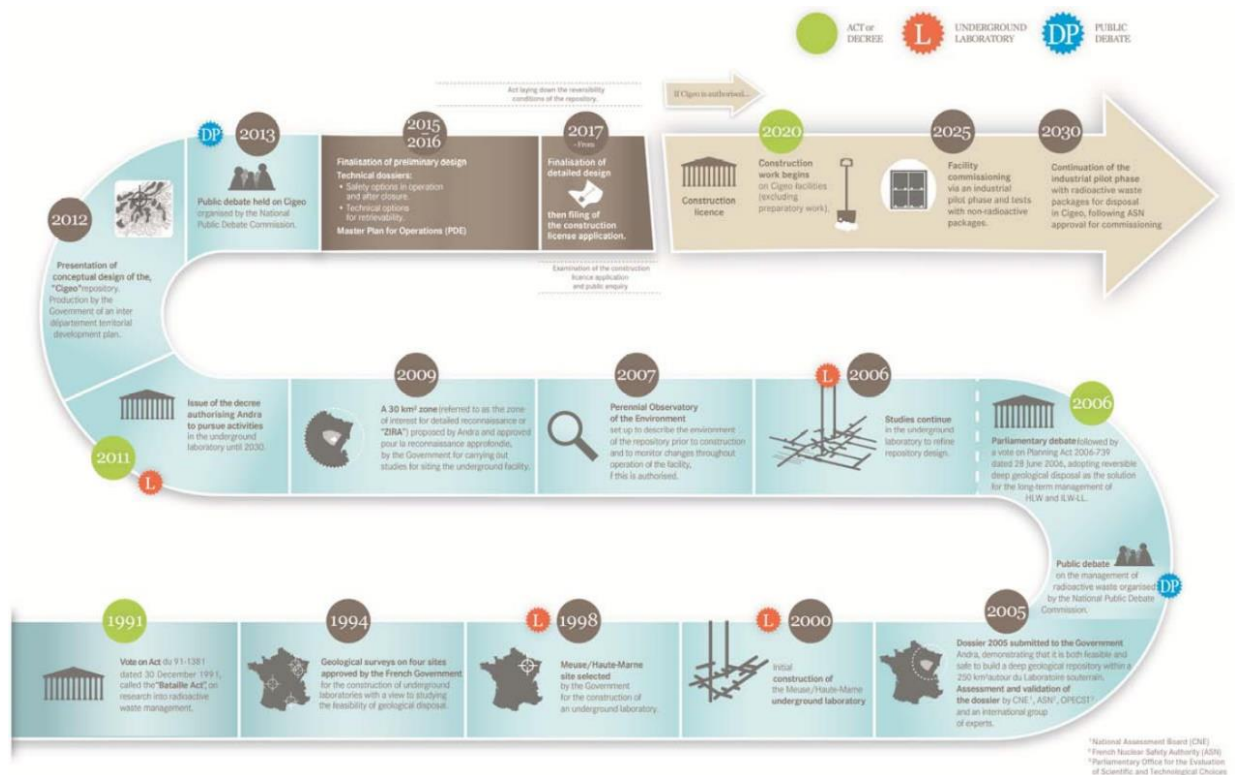 ACT or
DECREE
L
UNDERGROUND
LABORATORY
DP
PUBLIC
DEBATE
Act laying down the reversibility
conditions of the repository.
If Cigeo is authorised...
DP
2013
Public debate held on Cigeo
organised by the National
Public Debate Commission.
2015
-2016
Finalisation of preliminary design
Technical dossiers:
• Safety options in operation
and after closure.
• Technical options
for retrievability.
Master Plan for Operations (PDE)
2017
- From
Finalisation of
detailed design
then filing of
the construction
license application.
Examination of the construction
licence application
and public enquiry
Construction
licence
2020
Construction
work begins
on Cigeo facilities
(excluding
preparatory work).
2025
Facility
commissioning
via an industrial
pilot phase and tests
with non-radioactive
packages.
2030
Continuation of the
industrial pilot phase
with radioactive waste
packages for disposal
in Cigeo, following ASN
approval for commissioning.
2012
Presentation of
conceptual design of the,
"Cigeo" repository.
Production by the
Government of an inter
département territorial
development plan.
2011
L
Issue of the decree
authorising Andra
to pursue activities
in the underground
laboratory until 2030.
2009
A 30 km² zone (referred to as the zone
of interest for detailed reconnaissance or
"ZIRA") proposed by Andra and approved
pour la reconnaissance approfondie,
by the Government for carrying out
studies for siting the underground facility.
2007
Perennial Observatory
of the Environment
set up to describe the environment
of the repository prior to construction
and to monitor changes throughout
operation of the facility,
f this is authorised.
L
2006
Studies continue
in the underground
laboratory to refine
repository design.
2006
Parliamentary debate followed by
a vote on Planning Act 2006-739
dated 28 June 2006, adopting reversible
deep geological disposal as the solution
for the long-term management of
HLW and ILW-LL.
Public debate
on the management of
radioactive waste organised
by the National Public Debate
Commission.
DP
1991
Vote on Act du 91-1381
dated 30 December 1991,
called the "Bataille Act", on
research into radioactive
waste management.
1994
Geological surveys on four sites
approved by the French Government
for the construction of underground
laboratories with a view to studying
the feasibility of geological disposal.
L
1998
Meuse/Haute-Marne
site selected
by the Government
for the construction of
an underground laboratory.
L
2000
Initial
construction of
the Meuse/Haute-Marne
underground laboratory
2005
Dossier 2005 submitted to the Government
Andra, demonstrating that it is both feasible and
safe to build a deep geological repository within a
250 km² autour du Laboratoire souterrain.
Assessment and validation of
the dossier by CNE¹, ASN², OPECST³
and an international group
of experts.
¹ National Assessment Board (CNE)
² French Nuclear Safety Authority (ASN)
³ Parliamentary Office for the Evaluation
of Scientific and Technological Choices